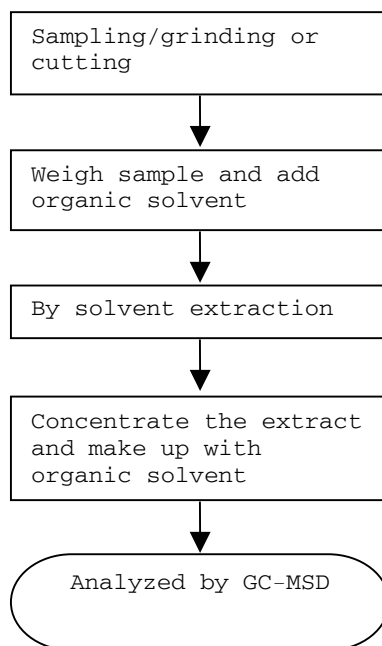 Sampling/grinding or
cutting
Weigh sample and add
organic solvent
By solvent extraction
Concentrate the extract
and make up with
organic solvent
Analyzed by GC-MSD